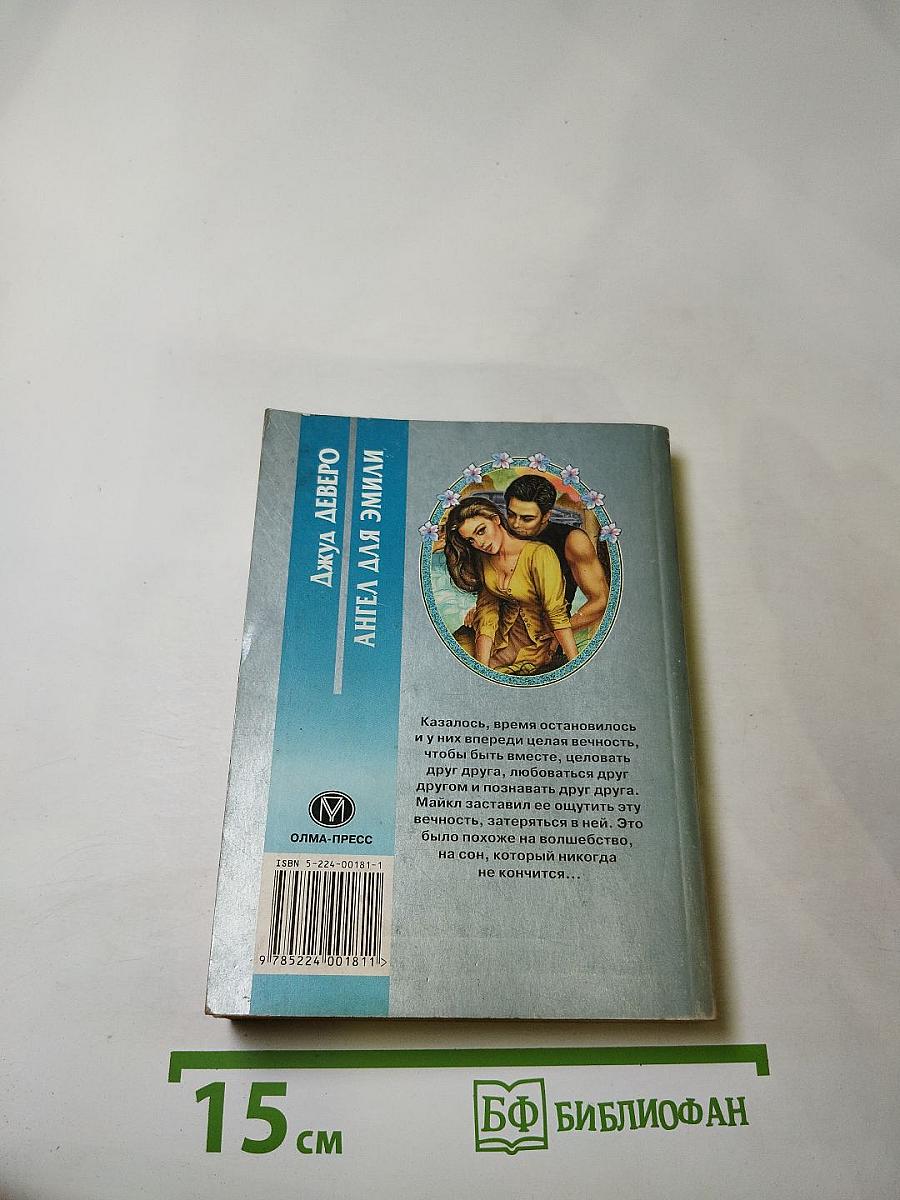 Джуд ДЕВЕРО
АНГЕЛ ДЛЯ ЭМИЛИ
Казалось, время остановилось
и у них впереди целая вечность,
чтобы быть вместе, целовать
друг друга, любоваться друг
другом и познавать друг друга.
Майкл заставил ее ощутить эту
вечность, затеряться в ней. Это
было похоже на волшебство,
на сон, который никогда
не кончится...
ОЛМА-ПРЕСС
ISBN 5-224-00181-1
9 785224 001811 >
15 см
БФ БИБЛИОФАН